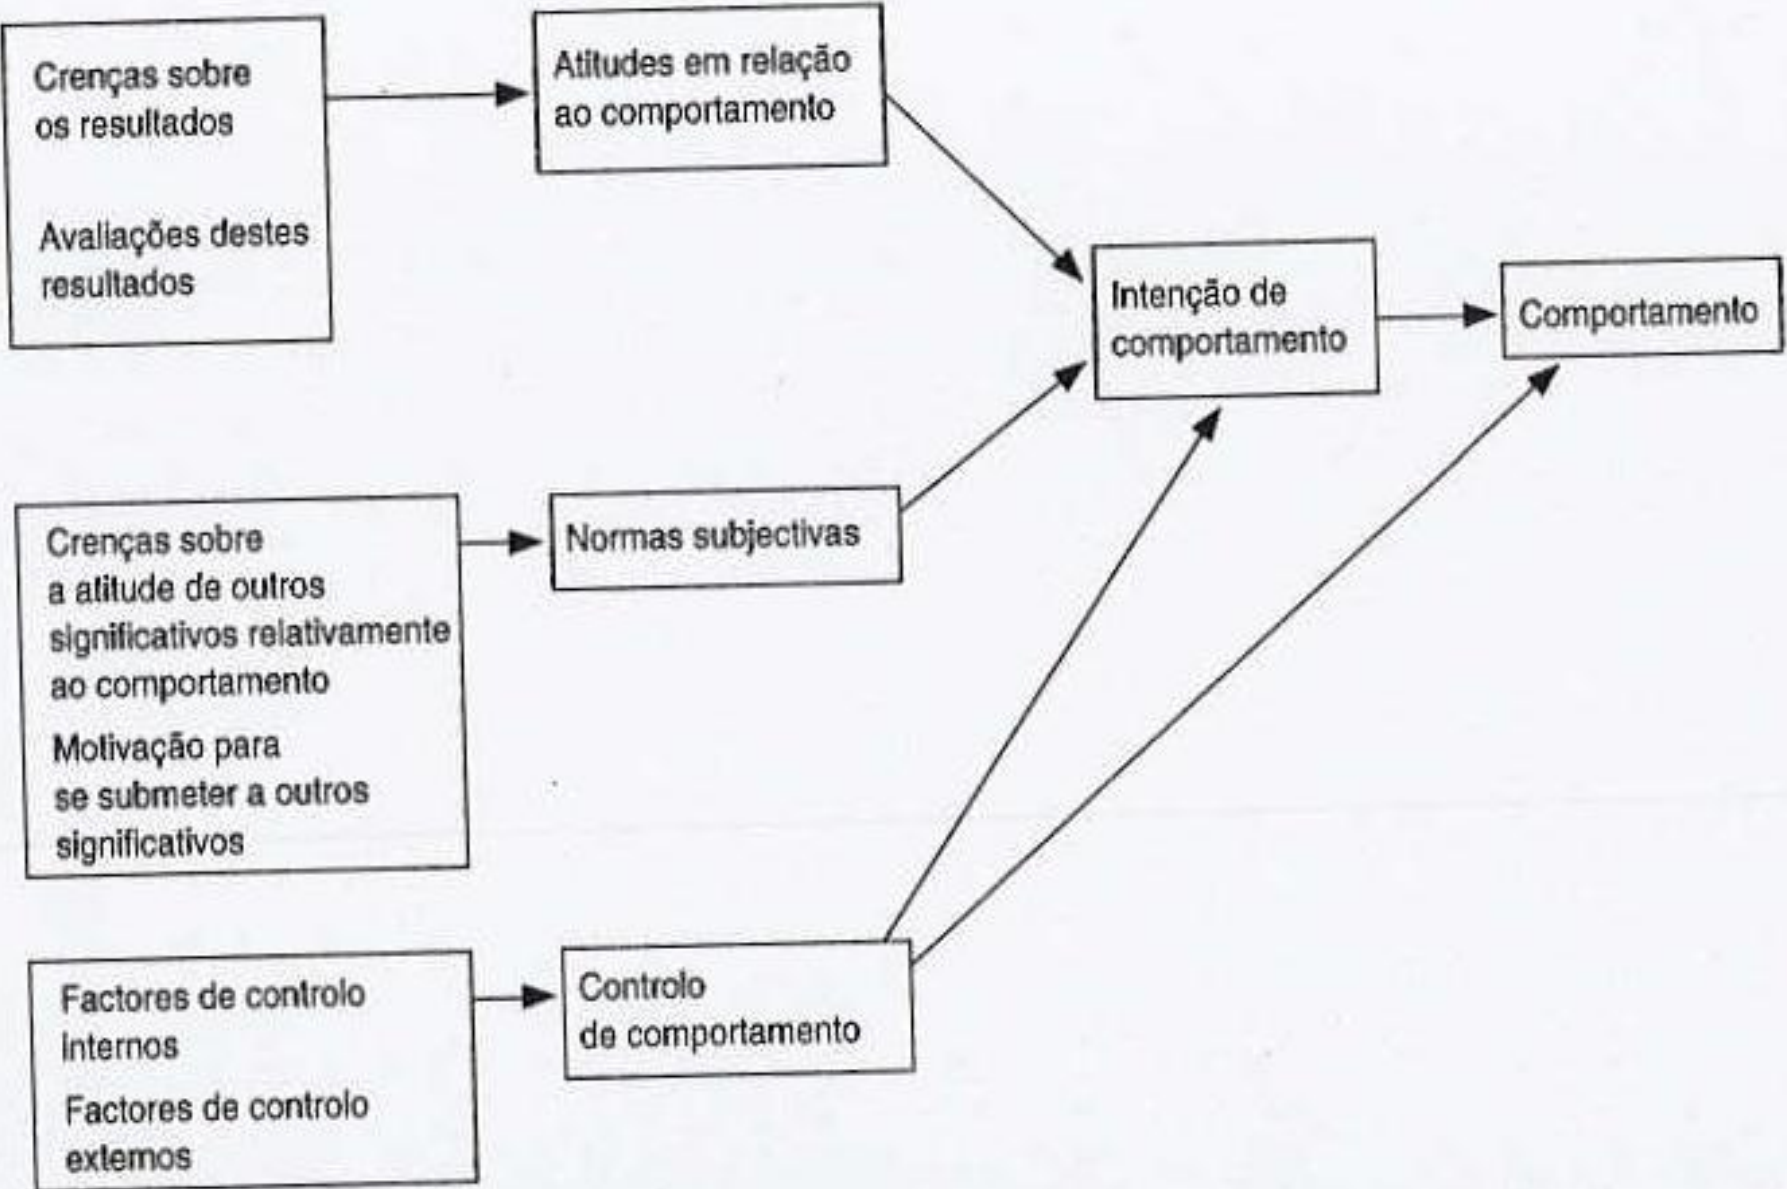 Crenças sobre
os resultados
Avaliações destes
resultados
Atitudes em relação
ao comportamento
Intenção de
comportamento
Comportamento
Crenças sobre
a atitude de outros
significativos relativamente
ao comportamento
Motivação para
se submeter a outros
significativos
Normas subjectivas
Factores de controlo
internos
Factores de controlo
externos
Controlo
de comportamento